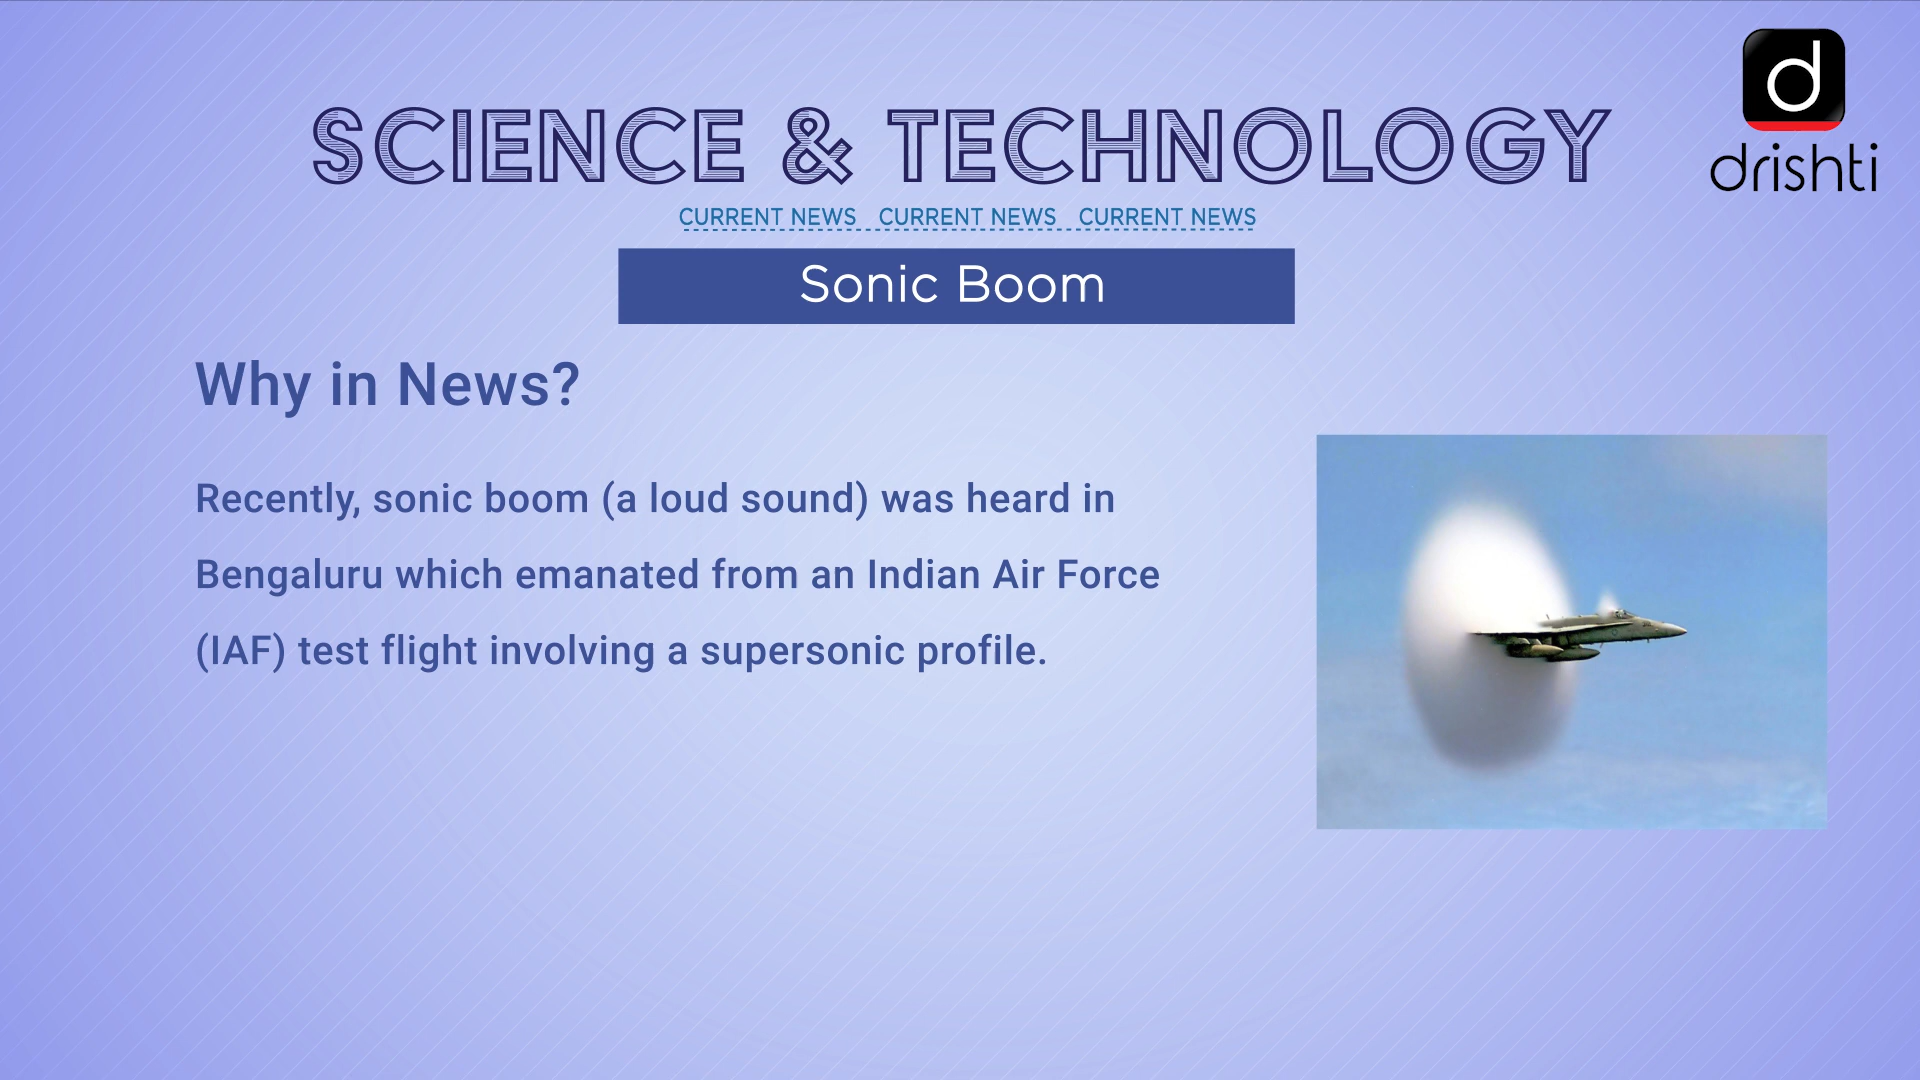 SCIENCE & TECHNOLOGY
d
drishti
CURRENT NEWS CURRENT NEWS CURRENT NEWS
Sonic Boom
Why in News?
Recently, sonic boom (a loud sound) was heard in
Bengaluru which emanated from an Indian Air Force
(IAF) test flight involving a supersonic profile.